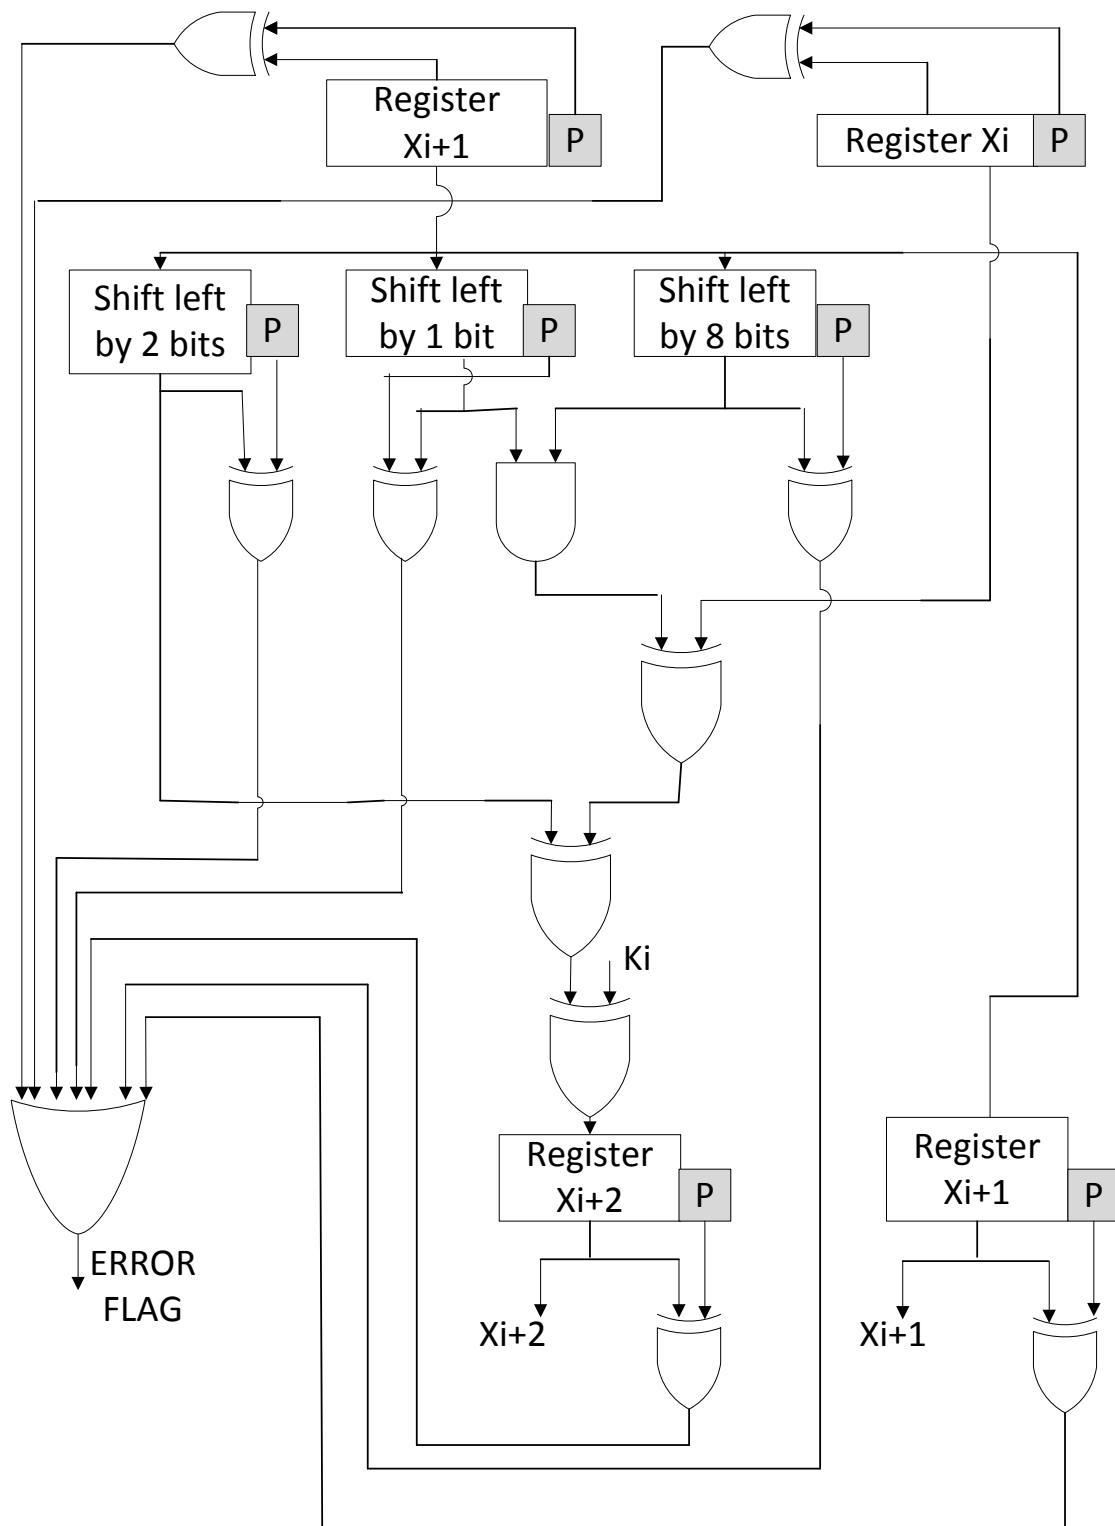 Register
Xi+1
P
Register Xi
P
Shift left
by 2 bits
P
Shift left
by 1 bit
P
Shift left
by 8 bits
P
Ki
Register
Xi+2
P
Register
Xi+1
P
ERROR
FLAG
Xi+2
Xi+1